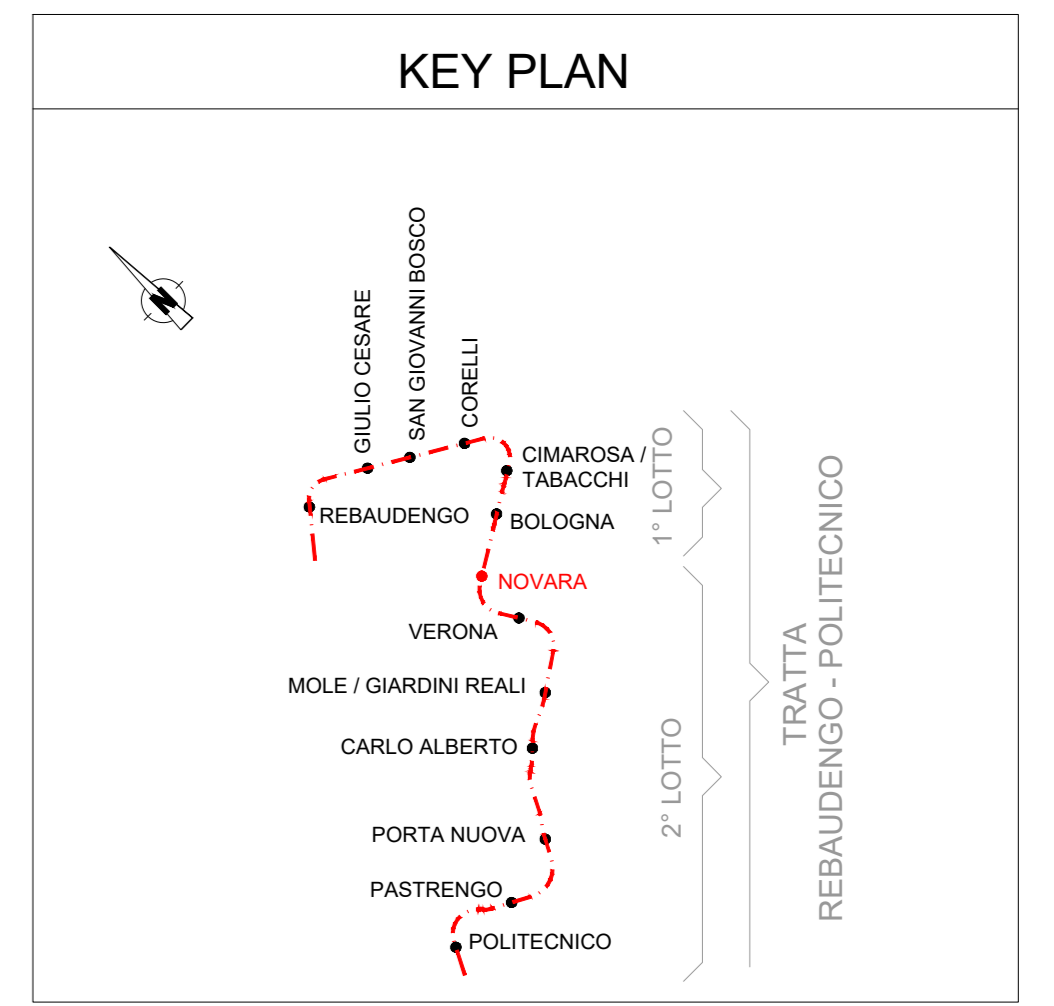 KEY PLAN
N
GIULIO CESARE
SAN GIOVANNI BOSCO
CORELLI
CIMAROSA /
TABACCHI
REBAUDENGO
BOLOGNA
NOVARA
VERONA
MOLE / GIARDINI REALI
CARLO ALBERTO
PORTA NUOVA
PASTRENGO
POLITECNICO
1° LOTTO
2° LOTTO
TRATTA
REBAUDENGO - POLITECNICO